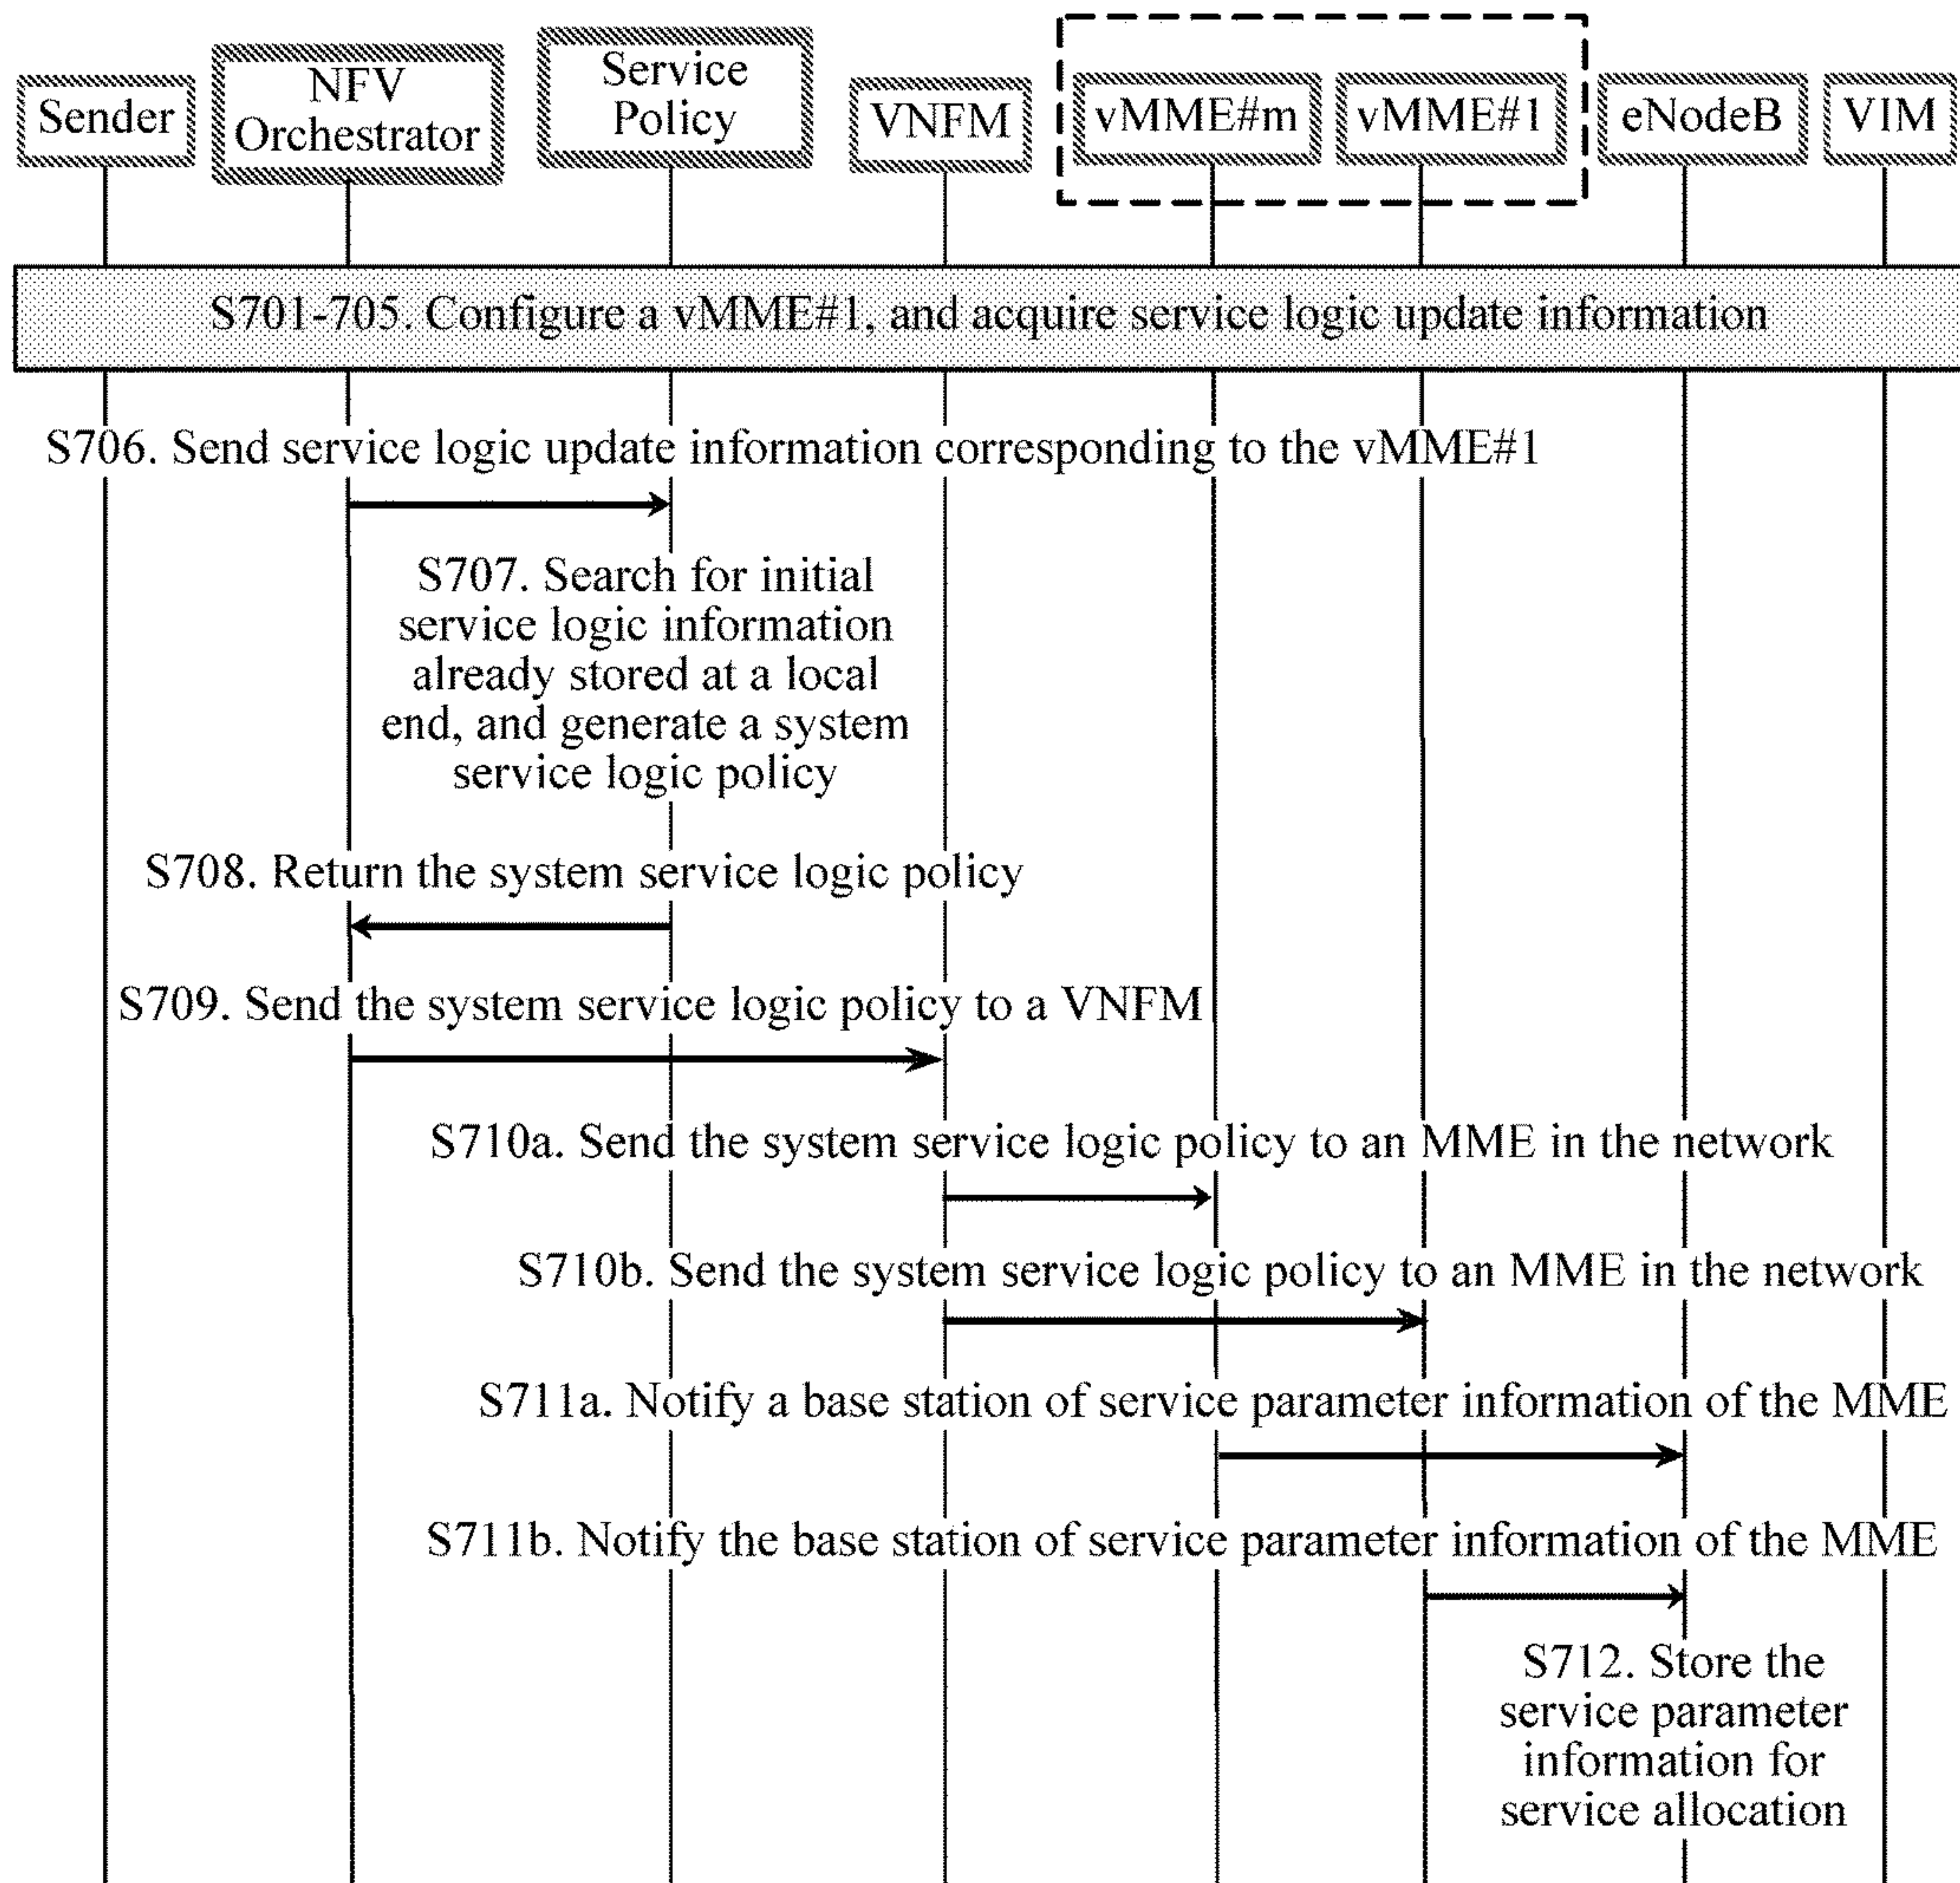 Sender
NFV
Orchestrator
Service
Policy
VNFM
vMME#m
vMME#1
eNodeB
VIM
S701-705. Configure a vMME#1, and acquire service logic update information
S706. Send service logic update information corresponding to the vMME#1
S707. Search for initial
service logic information
already stored at a local
end, and generate a system
service logic policy
S708. Return the system service logic policy
S709. Send the system service logic policy to a VNFM
S710a. Send the system service logic policy to an MME in the network
S710b. Send the system service logic policy to an MME in the network
S711a. Notify a base station of service parameter information of the MME
S711b. Notify the base station of service parameter information of the MME
S712. Store the
service parameter
information for
service allocation